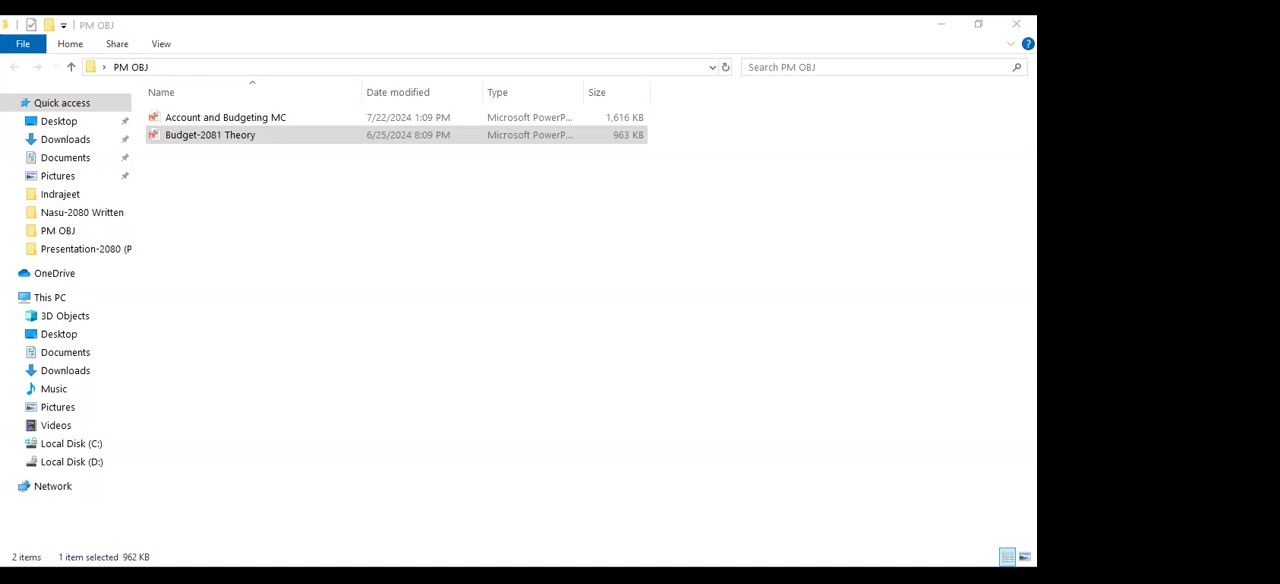 PM OBJ
File Home Share View
PM OBJ
Search PM OBJ
Name Date modified Type Size
Account and Budgeting MC 7/22/2024 1:09 PM Microsoft PowerP... 1,616 KB
Budget-2081 Theory 6/25/2024 8:09 PM Microsoft PowerP... 963 KB
Quick access
Desktop
Downloads
Documents
Pictures
Indrajeet
Nasu-2080 Written
PM OBJ
Presentation-2080 (P
OneDrive
This PC
3D Objects
Desktop
Documents
Downloads
Music
Pictures
Videos
Local Disk (C:)
Local Disk (D:)
Network
2 items 1 item selected 962 KB